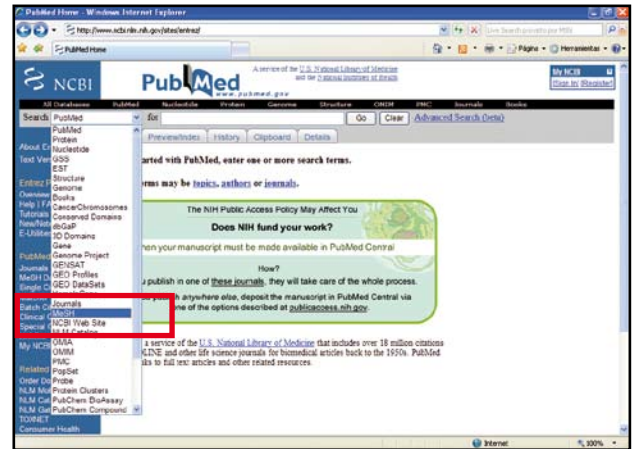 PubMed Home - Windows Internet Explorer
http://www.ncbi.nlm.nih.gov/sites/entrez/
Live Search
PubMed Home
Página
Herramientas
NCBI
PubMed
www.pubmed.gov
A service of the U.S. National Library of Medicine
and the National Institutes of Health
My NCBI
[Sign In] [Register]
All Databases PubMed Nucleotide Protein Genome Structure OMIM PMC Journals Books
Search PubMed for Go Clear Advanced Search (beta)
Preview/Index History Clipboard Details
PubMed
Protein
Nucleotide
GSS
EST
Structure
Genome
Books
CancerChromosomes
Conserved Domains
dbGaP
3D Domains
Gene
Genome Project
GENSAT
GEO Profiles
GEO DataSets
Journals
MeSH
NCBI Web Site
NLM Catalog
OMIA
OMIM
PMC
PopSet
Probe
Protein Clusters
PubChem BioAssay
PubChem Compound
About E
Text Ver
Entrez P
Overview
Help | FA
Tutorials
New/Not
E-Utilitie
PubMed
Journals
MeSH D
Single C
Batch Ci
Clinical
Special
My NCB
Related
Order Do
NLM Mo
NLM Cat
NLM Gat
TOXNET
Consumer Health
arted with PubMed, enter one or more search terms.
rms may be topics, authors or journals.
The NIH Public Access Policy May Affect You
Does NIH fund your work?
hen your manuscript must be made available in PubMed Central
How?
u publish in one of these journals, they will take care of the whole process.
anywhere else, deposit the manuscript in PubMed Central via
one of the options described at publicaccess.nih.gov.
a service of the U.S. National Library of Medicine that includes over 18 million citations
LINE and other life science journals for biomedical articles back to the 1950s. PubMed
ks to full text articles and other related resources.
Internet
100%